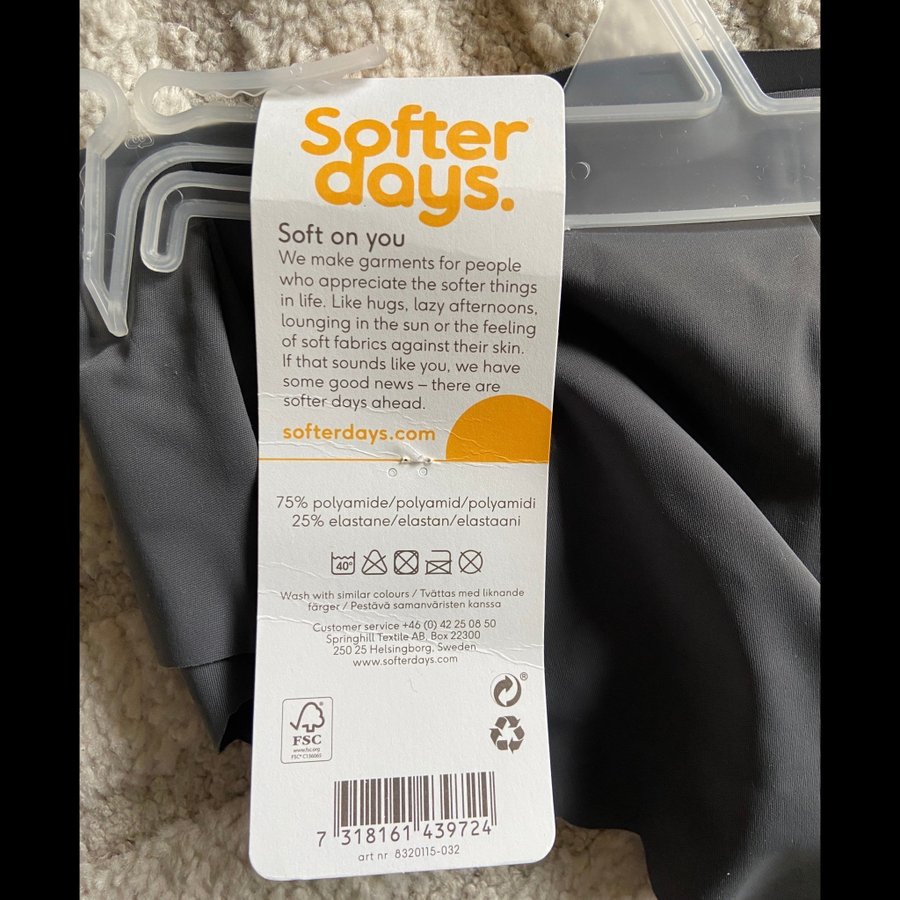 Softer
days.
Soft on you
We make garments for people
who appreciate the softer things
in life. Like hugs, lazy afternoons,
lounging in the sun or the feeling
of soft fabrics against their skin.
If that sounds like you, we have
some good news – there are
softer days ahead.
softerdays.com
75% polyamide/polyamid/polyamidi
25% elastane/elastan/elastaani
40°
Wash with similar colours / Tvättas med liknande
färger / Pestävä samanväristen kanssa
Customer service +46 (0) 42 25 08 50
Springhill Textile AB, Box 22300
250 25 Helsingborg, Sweden
www.softerdays.com
®
FSC
www.fsc.org
7 318161 439724
art nr 8320115-032